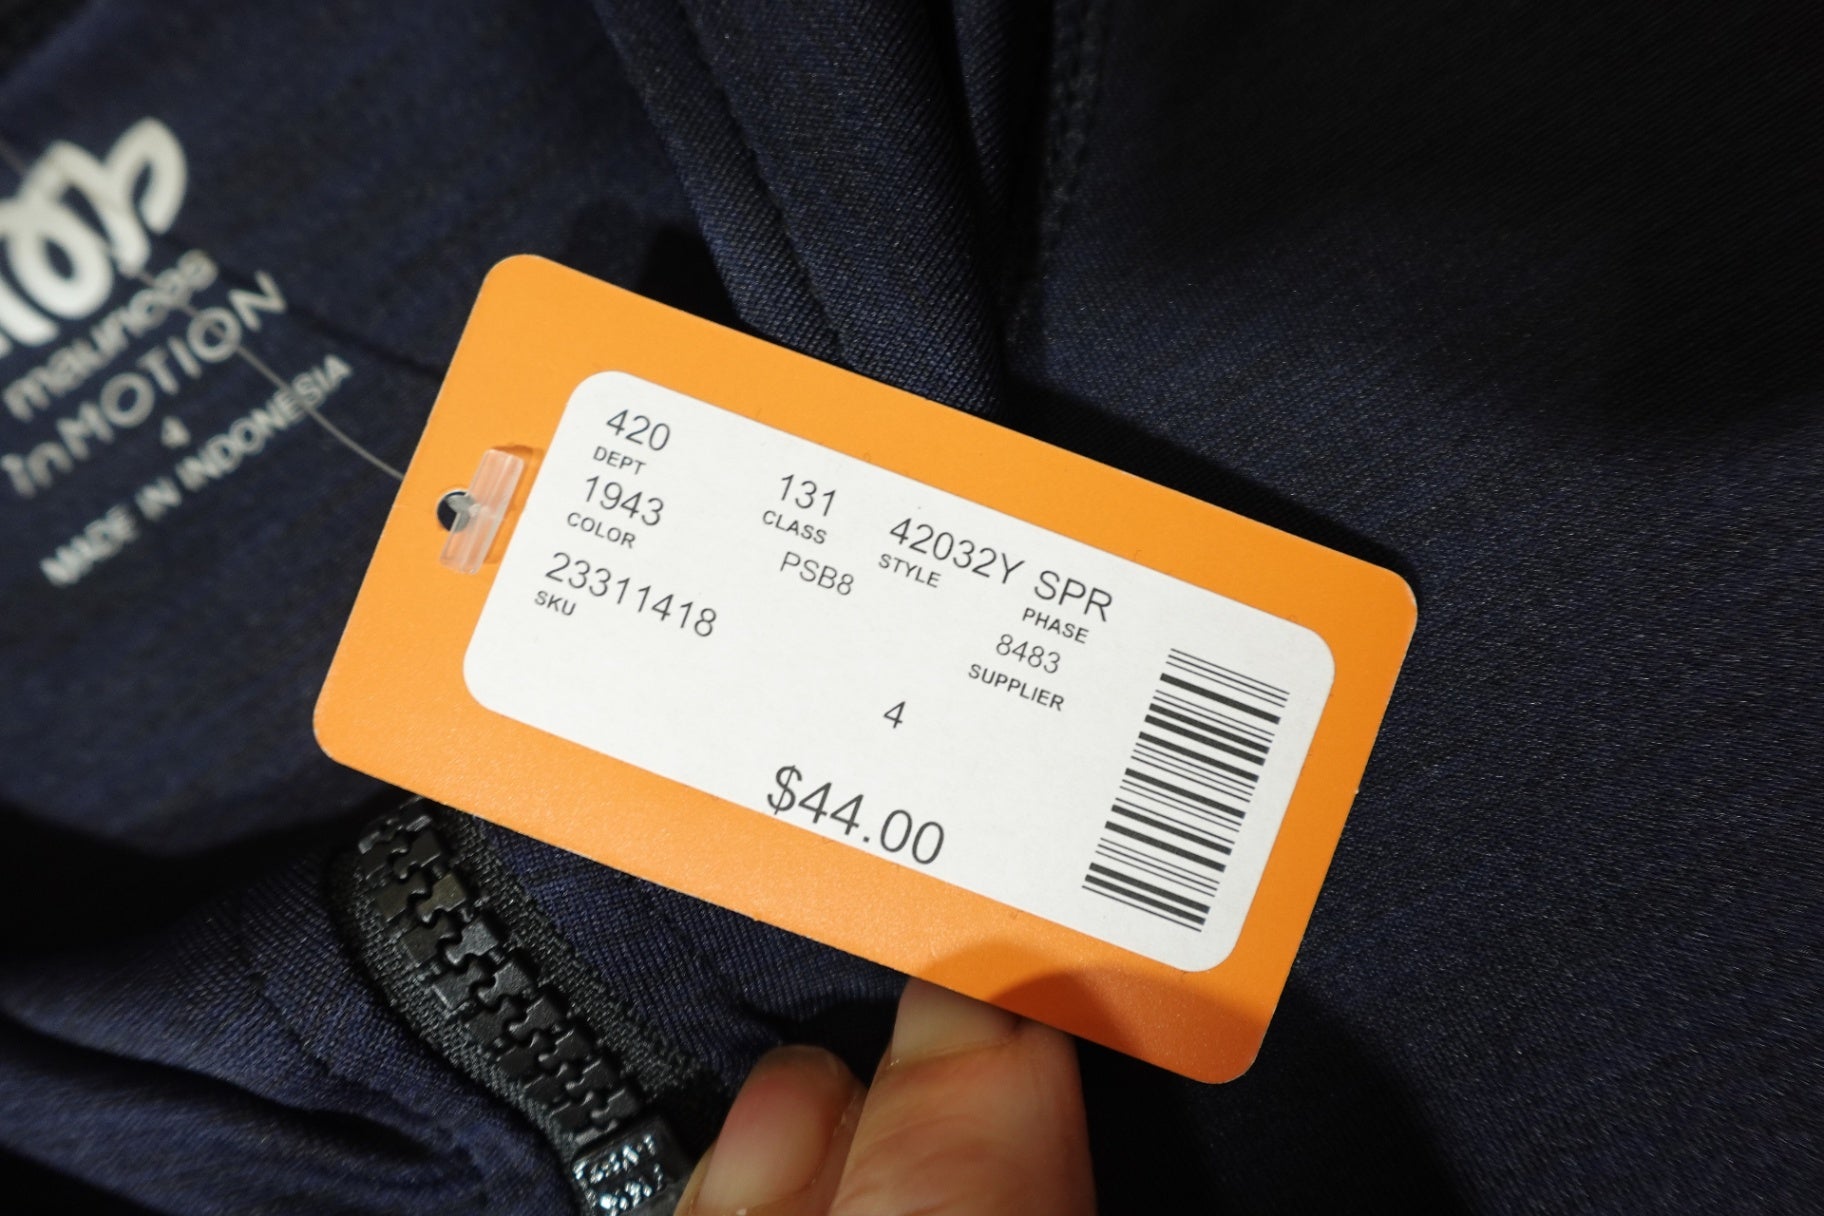 maurices
inMOTION
4
MADE IN INDONESIA
420
DEPT
131
CLASS
42032Y
STYLE
SPR
PHASE
1943
COLOR
PSB8
8483
SUPPLIER
23311418
SKU
4
$44.00